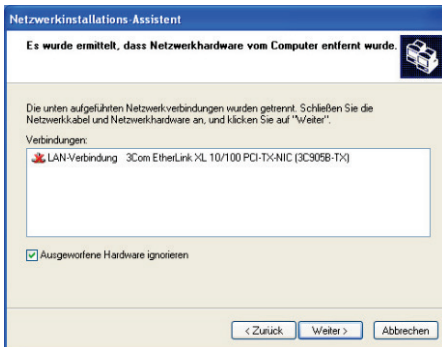 Netzwerkinstallations-Assistent
Es wurde ermittelt, dass Netzwerkhardware vom Computer entfernt wurde.
Die unten aufgeführten Netzwerkverbindungen wurden getrennt. Schließen Sie die
Netzwerkkabel und Netzwerkhardware an, und klicken Sie auf "Weiter".
Verbindungen:
LAN-Verbindung 3Com EtherLink XL 10/100 PCI-TX-NIC (3C905B-TX)
Ausgeworfene Hardware ignorieren
< Zurück Weiter > Abbrechen